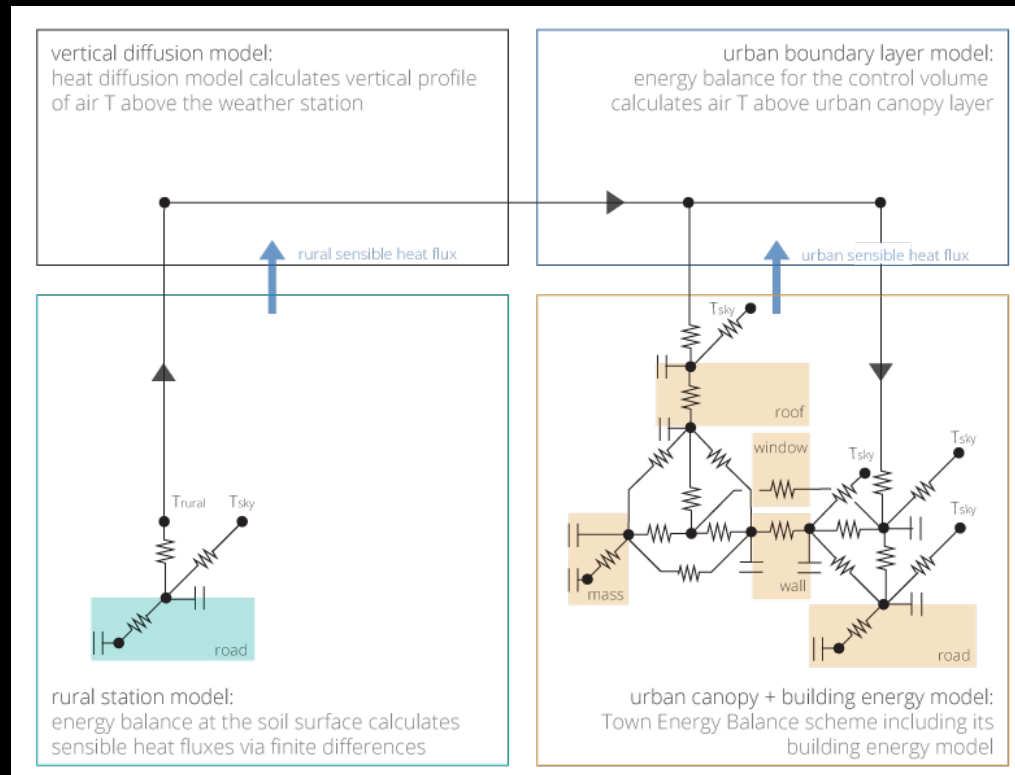 vertical diffusion model:
heat diffusion model calculates vertical profile
of air T above the weather station
urban boundary layer model:
energy balance for the control volume
calculates air T above urban canopy layer
rural sensible heat flux
urban sensible heat flux
Tsky
roof
window
Tsky
Tsky
Tsky
mass
wall
road
Trural
Tsky
road
rural station model:
energy balance at the soil surface calculates
sensible heat fluxes via finite differences
urban canopy + building energy model:
Town Energy Balance scheme including its
building energy model